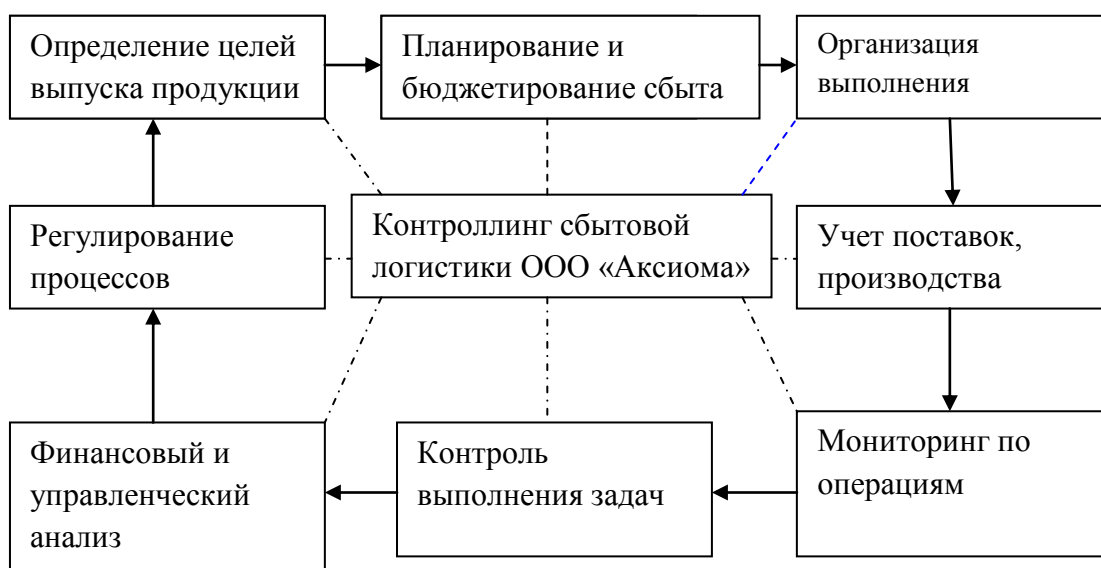 Определение целей
выпуска продукции
Планирование и
бюджетирование сбыта
Организация
выполнения
Регулирование
процессов
Контроллинг сбытовой
логистики ООО «Аксиома»
Учет поставок,
производства
Финансовый и
управленческий
анализ
Контроль
выполнения задач
Мониторинг по
операциям